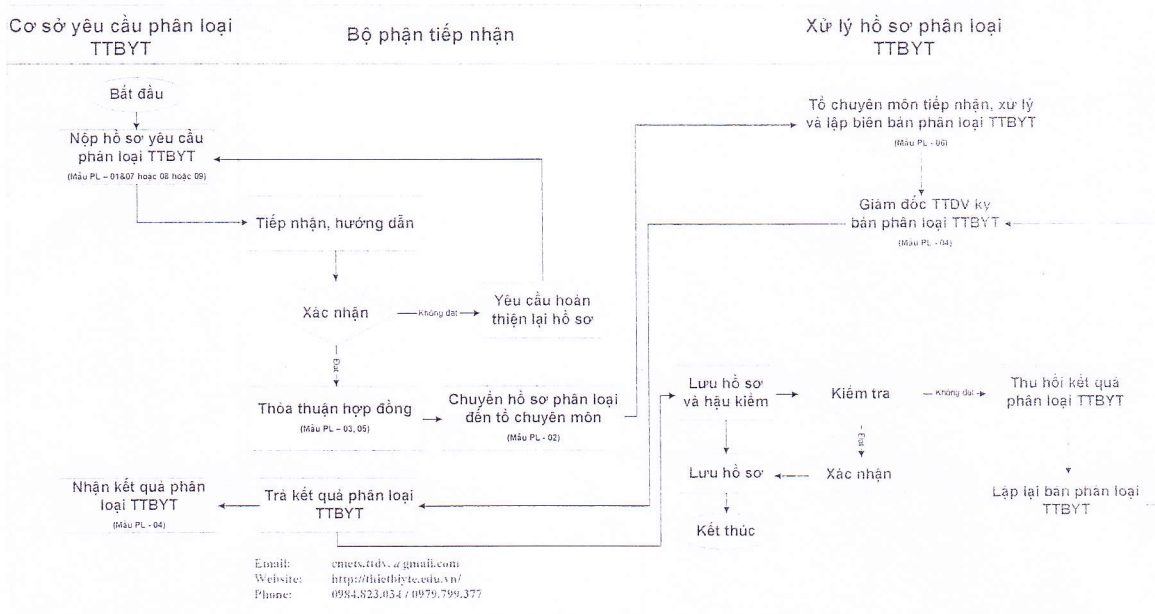 Cơ sở yêu cầu phân loại
TTBYT
Bộ phận tiếp nhận
Xử lý hồ sơ phân loại
TTBYT
Bắt đầu
Nộp hồ sơ yêu cầu
phân loại TTBYT
(Mẫu PL – 01&07 hoặc 08 hoặc 09)
Tiếp nhận, hướng dẫn
Xác nhận
Không đạt
Yêu cầu hoàn
thiện lại hồ sơ
Đạt
Thỏa thuận hợp đồng
(Mẫu PL – 03, 05)
Chuyển hồ sơ phân loại
đến tổ chuyên môn
(Mẫu PL - 02)
Tổ chuyên môn tiếp nhận, xử lý
và lập biên bản phân loại TTBYT
(Mẫu PL - 06)
Giám đốc TTDV ký
bản phân loại TTBYT
(Mẫu PL - 04)
Lưu hồ sơ
và hậu kiểm
Kiểm tra
Không đạt
Thu hồi kết quả
phân loại TTBYT
Đạt
Lưu hồ sơ
Xác nhận
Lập lại bản phân loại
TTBYT
Kết thúc
Nhận kết quả phân
loại TTBYT
(Mẫu PL - 04)
Trả kết quả phân loại
TTBYT
Email:
Website: http://thietbiyte.edu.vn/
Phone: 0984.823.034 / 0979.799.377